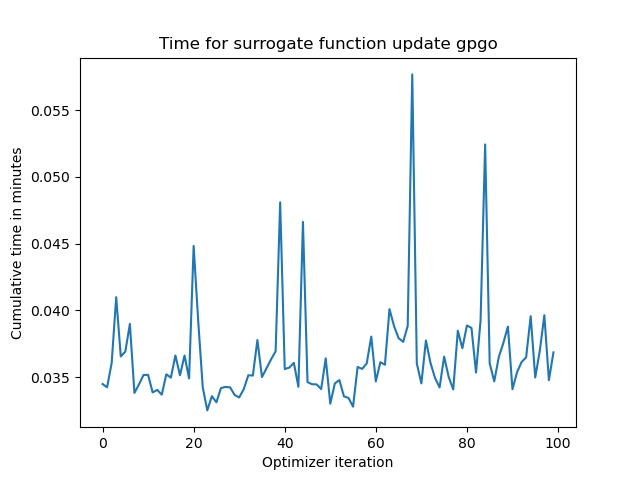 Time for surrogate function update gpgo
Cumulative time in minutes
0.055
0.050
0.045
0.040
0.035
0 20 40 60 80 100
Optimizer iteration